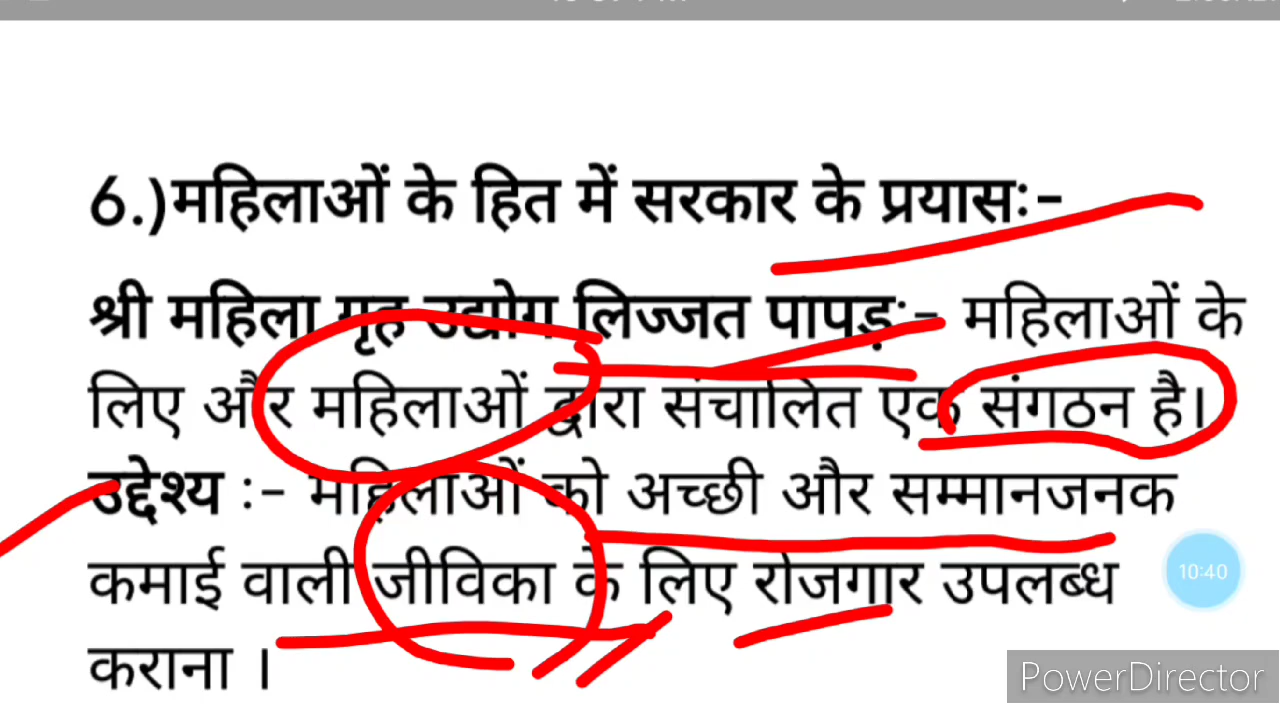 6.)महिलाओं के हित में सरकार के प्रयासः-
श्री महिला गृह उद्योग लिज्जत पापड़ः- महिलाओं के
लिए और महिलाओं द्वारा संचालित एक संगठन है।
उद्देश्य :- महिलाओं को अच्छी और सम्मानजनक
कमाई वाली जीविका के लिए रोजगार उपलब्ध
10:40
कराना ।
PowerDirector